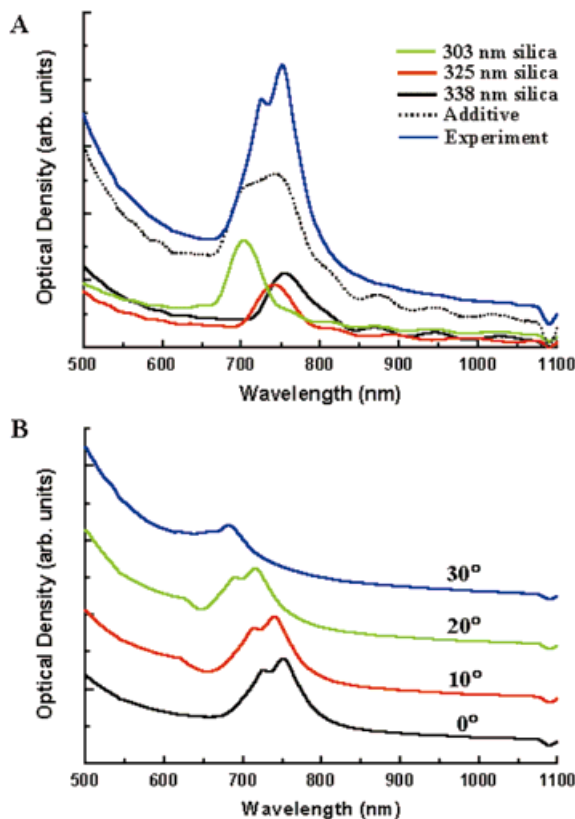 A
303 nm silica
325 nm silica
338 nm silica
Additive
Experiment
Optical Density (arb. units)
500 600 700 800 900 1000 1100
Wavelength (nm)
B
30°
20°
10°
0°
Optical Density (arb. units)
500 600 700 800 900 1000 1100
Wavelength (nm)